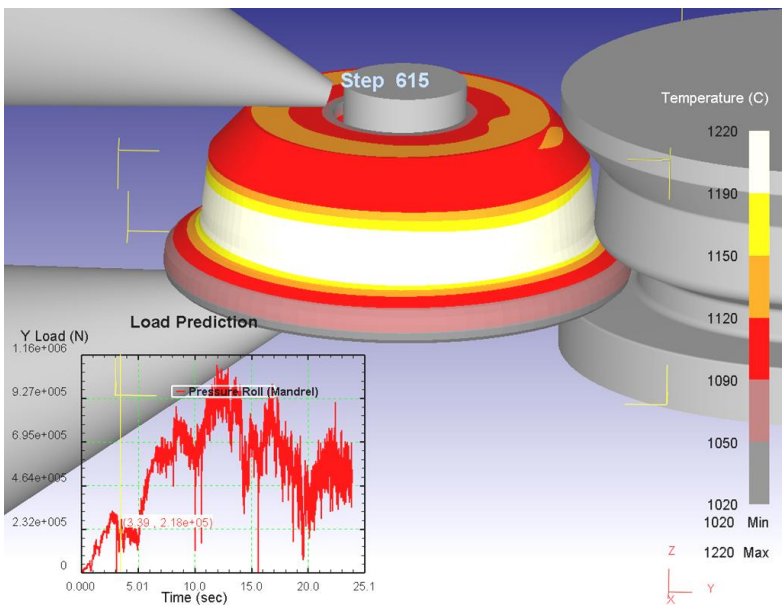 Step 615
Temperature (C)
1220
1190
1150
1120
1090
1050
1020
1020 Min
1220 Max
Load Prediction
Y Load (N)
1.16e+006
9.27e+005
6.95e+005
4.64e+005
2.32e+005
0
Pressure Roll (Mandrel)
(3.39 , 2.18e+05)
0.000 5.01 10.0 15.0 20.0 25.1
Time (sec)
Z
Y
X